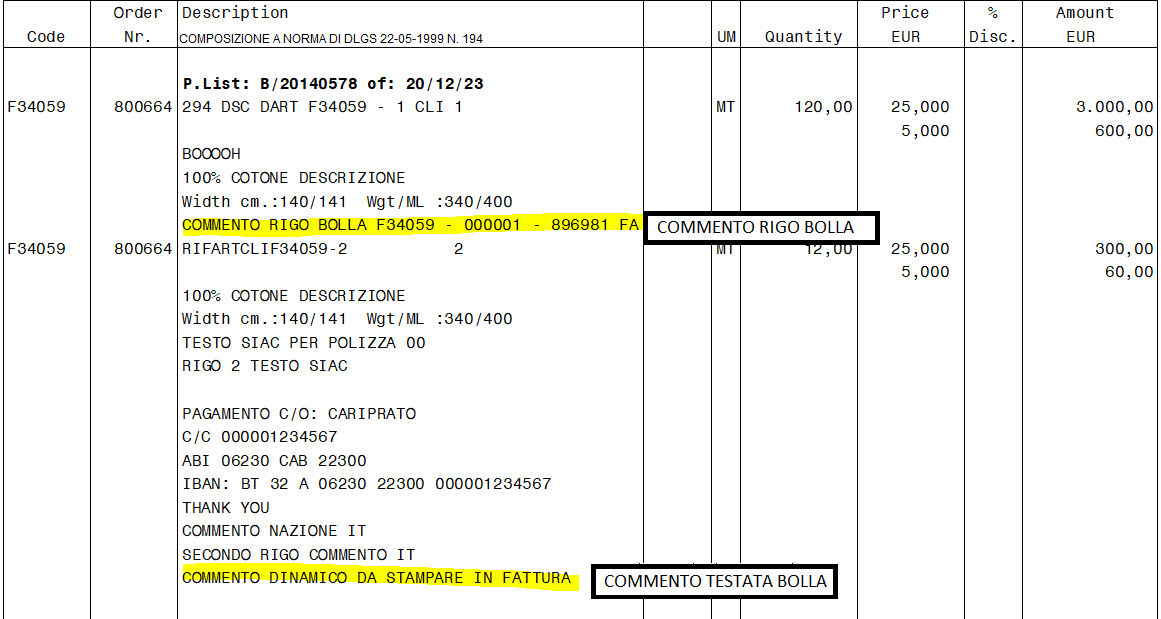 Order Description Price % Amount
Code Nr. COMPOSIZIONE A NORMA DI DLGS 22-05-1999 N. 194 UM Quantity EUR Disc. EUR
P.List: B/20140578 of: 20/12/23
F34059 800664 294 DSC DART F34059 - 1 CLI 1 MT 120,00 25,000 3.000,00
5,000 600,00
BOOOOH
100% COTONE DESCRIZIONE
Width cm.:140/141 Wgt/ML :340/400
COMMENTO RIGO BOLLA F34059 - 000001 - 896981 FA COMMENTO RIGO BOLLA
F34059 800664 RIFARTCLIF34059-2 2 MT 12,00 25,000 300,00
5,000 60,00
100% COTONE DESCRIZIONE
Width cm.:140/141 Wgt/ML :340/400
TESTO SIAC PER POLIZZA 00
RIGO 2 TESTO SIAC
PAGAMENTO C/O: CARIPRATO
C/C 000001234567
ABI 06230 CAB 22300
IBAN: BT 32 A 06230 22300 000001234567
THANK YOU
COMMENTO NAZIONE IT
SECONDO RIGO COMMENTO IT
COMMENTO DINAMICO DA STAMPARE IN FATTURA COMMENTO TESTATA BOLLA